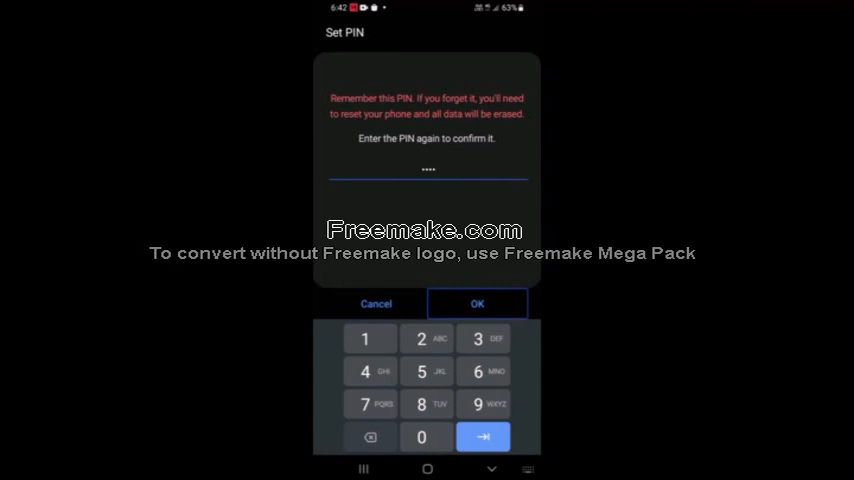 6:42
63%
Set PIN
Remember this PIN. If you forget it, you'll need
to reset your phone and all data will be erased.
Enter the PIN again to confirm it.
Freemake.com
To convert without Freemake logo, use Freemake Mega Pack
Cancel OK
1 2 ABC 3 DEF
4 GHI 5 JKL 6 MNO
7 PQRS 8 TUV 9 WXYZ
0